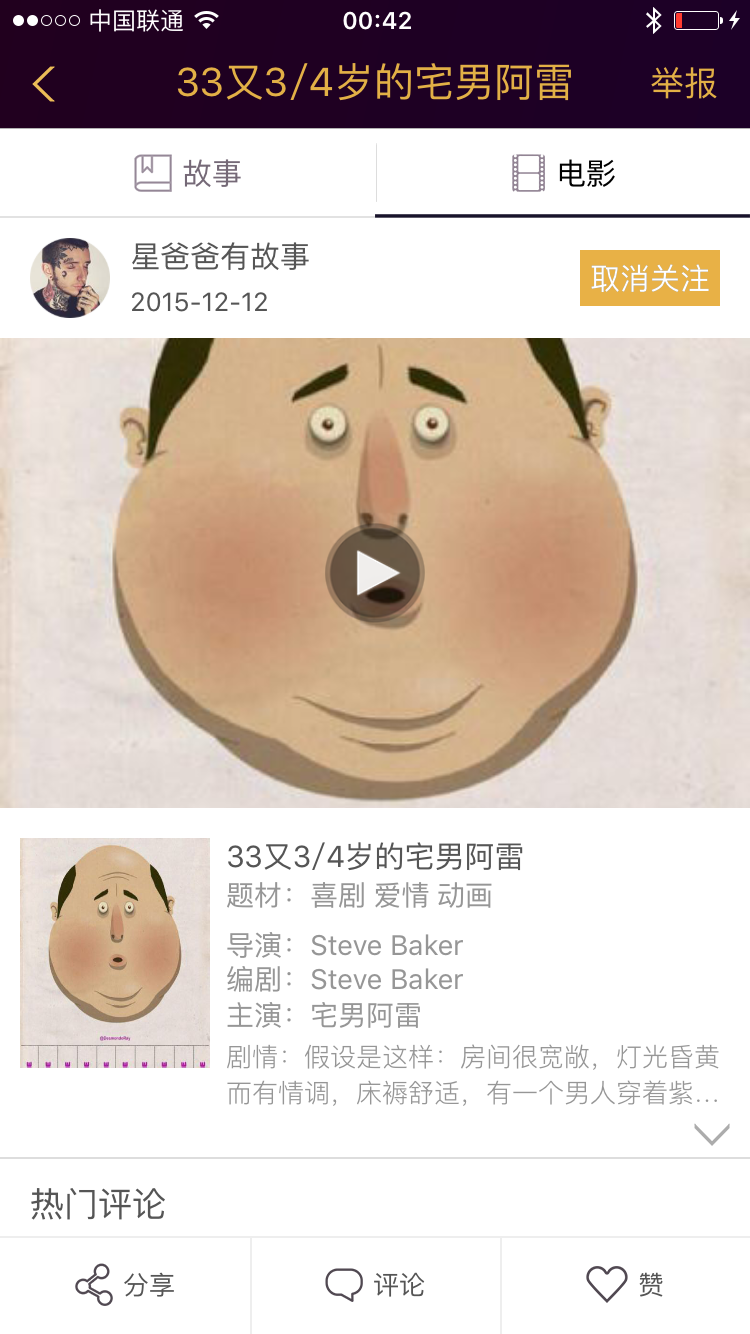 中国联通 00:42
33又3/4岁的宅男阿雷 举报
故事 电影
星爸爸有故事
2015-12-12
取消关注
33又3/4岁的宅男阿雷
题材：喜剧 爱情 动画
导演：Steve Baker
编剧：Steve Baker
主演：宅男阿雷
剧情：假设是这样：房间很宽敞，灯光昏黄
而有情调，床褥舒适，有一个男人穿着紫...
热门评论
分享 评论 赞